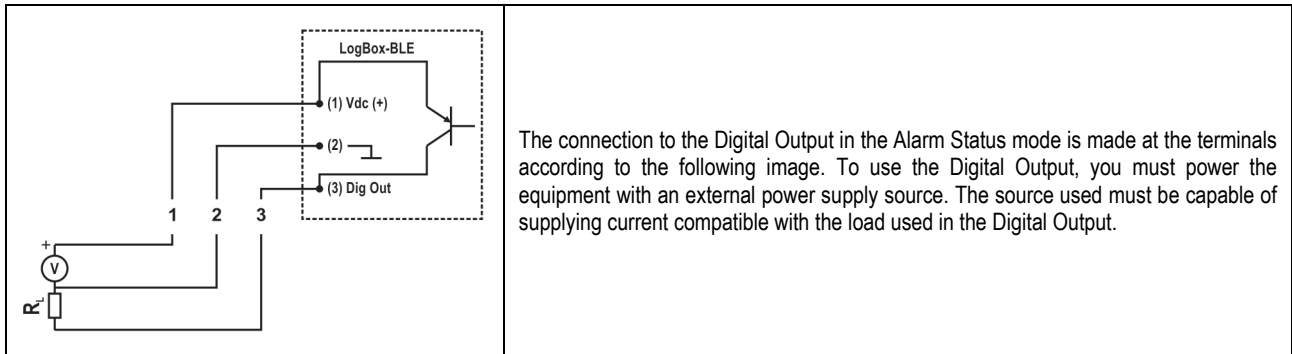 LogBox-BLE
(1) Vdc (+)
(2)
(3) Dig Out
1 2 3
+
V
RL
The connection to the Digital Output in the Alarm Status mode is made at the terminals
according to the following image. To use the Digital Output, you must power the
equipment with an external power supply source. The source used must be capable of
supplying current compatible with the load used in the Digital Output.